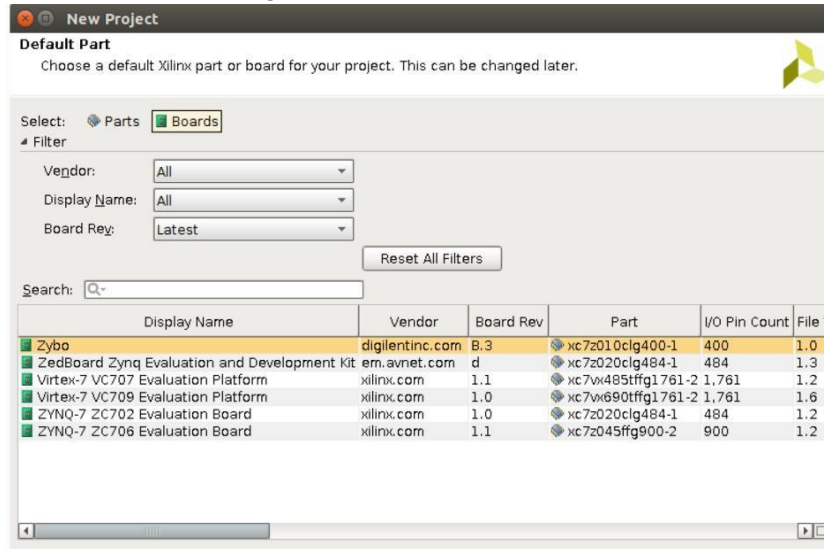 New Project
Default Part
Choose a default Xilinx part or board for your project. This can be changed later.
Select: Parts Boards
Filter
Vendor: All
Display Name: All
Board Rev: Latest
Reset All Filters
Search:
Display Name Vendor Board Rev Part I/O Pin Count File
Zybo digilentinc.com B.3 xc7z010clg400-1 400 1.0
ZedBoard Zynq Evaluation and Development Kit em.avnet.com d xc7z020clg484-1 484 1.3
Virtex-7 VC707 Evaluation Platform xilinx.com 1.1 xc7vx485tffg1761-2 1,761 1.2
Virtex-7 VC709 Evaluation Platform xilinx.com 1.0 xc7vx690tffg1761-2 1,761 1.6
ZYNQ-7 ZC702 Evaluation Board xilinx.com 1.0 xc7z020clg484-1 484 1.2
ZYNQ-7 ZC706 Evaluation Board xilinx.com 1.1 xc7z045ffg900-2 900 1.2